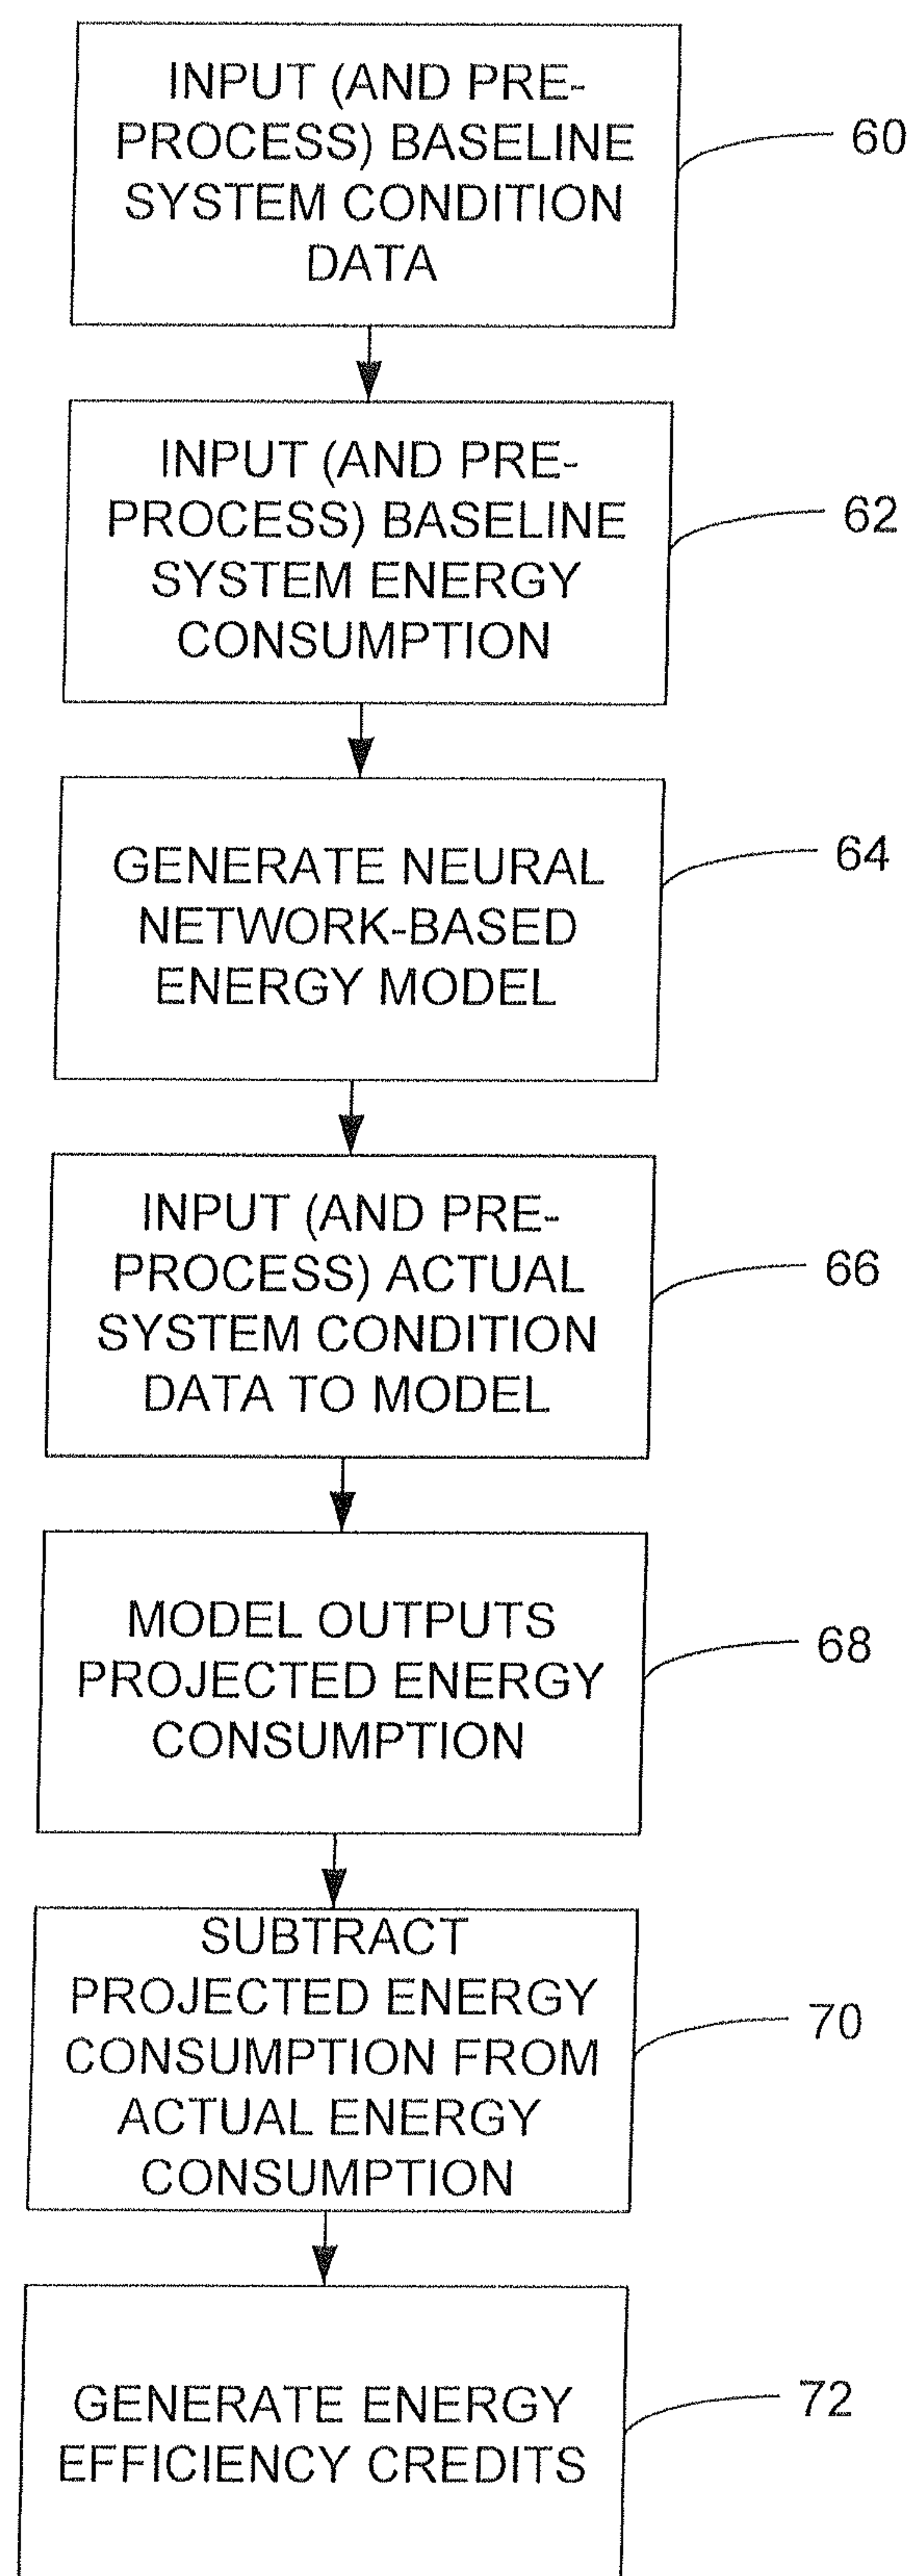 INPUT (AND PRE-
PROCESS) BASELINE
SYSTEM CONDITION
DATA
60
INPUT (AND PRE-
PROCESS) BASELINE
SYSTEM ENERGY
CONSUMPTION
62
GENERATE NEURAL
NETWORK-BASED
ENERGY MODEL
64
INPUT (AND PRE-
PROCESS) ACTUAL
SYSTEM CONDITION
DATA TO MODEL
66
MODEL OUTPUTS
PROJECTED ENERGY
CONSUMPTION
68
SUBTRACT
PROJECTED ENERGY
CONSUMPTION FROM
ACTUAL ENERGY
CONSUMPTION
70
GENERATE ENERGY
EFFICIENCY CREDITS
72